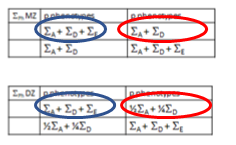 Σm MZ p phenotypes p phenotypes
ΣA + ΣD + ΣE ΣA + ΣD
ΣA + ΣD ΣA + ΣD + ΣE
Σm DZ p phenotypes p phenotypes
ΣA + ΣD + ΣE ½ΣA + ¼ΣD
½ΣA + ¼ΣD ΣA + ΣD + ΣE